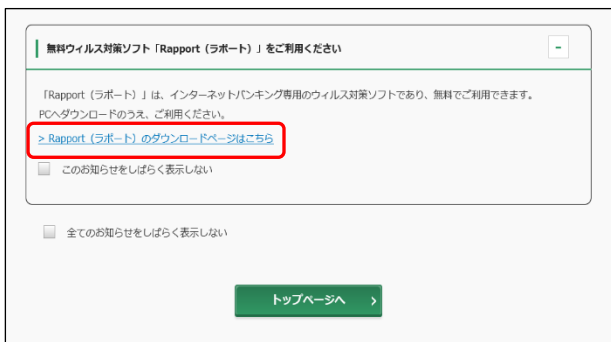 無料ウィルス対策ソフト「Rapport（ラポート）」をご利用ください
「Rapport（ラポート）」は、インターネットバンキング専用のウィルス対策ソフトであり、無料でご利用できます。
PCへダウンロードのうえ、ご利用ください。
> Rapport（ラポート）のダウンロードページはこちら
このお知らせをしばらく表示しない
全てのお知らせをしばらく表示しない
トップページへ